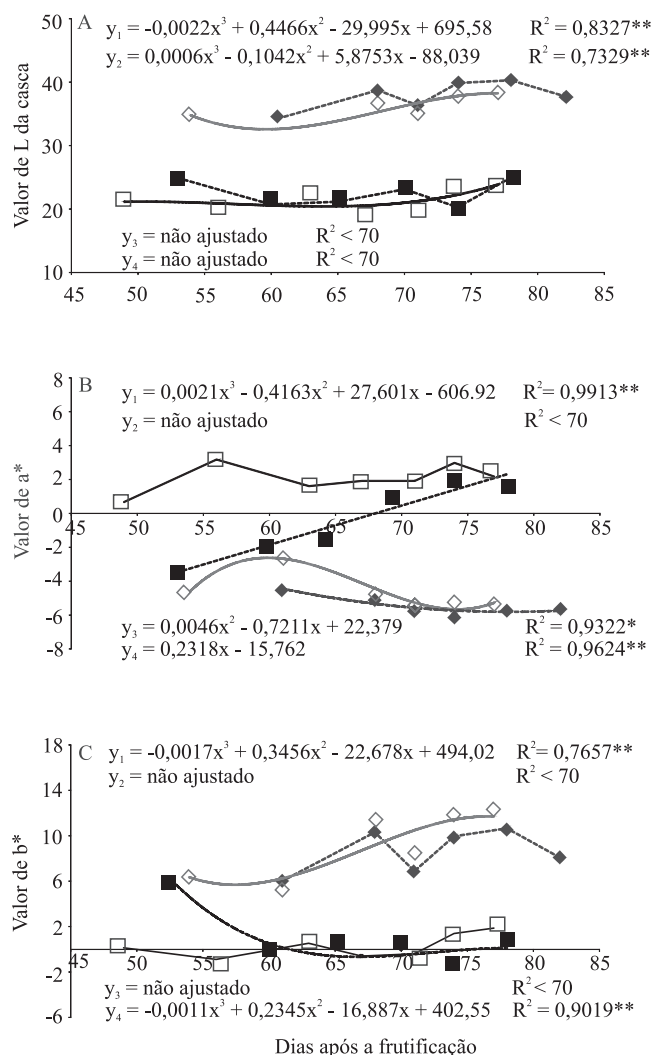 A y₁ = -0,0022x³ + 0,4466x² - 29,995x + 695,58 R² = 0,8327**
y₂ = 0,0006x³ - 0,1042x² + 5,8753x - 88,039 R² = 0,7329**
50
40
30
20
10
Valor de L da casca
y₃ = não ajustado R² < 70
y₄ = não ajustado R² < 70
45 50 55 60 65 70 75 80 85
B y₁ = 0,0021x³ - 0,4163x² + 27,601x - 606.92 R²= 0,9913**
y₂ = não ajustado R² < 70
8
6
4
2
0
-2
-4
-6
-8
Valor de a*
45 50 55 60 65 70 75 80 85
y₃ = 0,0046x² - 0,7211x + 22,379 R² = 0,9322*
y₄ = 0,2318x - 15,762 R² = 0,9624**
C y₁ = -0,0017x³ + 0,3456x² - 22,678x + 494,02 R²= 0,7657**
y₂ = não ajustado R² < 70
18
14
10
6
2
-2
-6
Valor de b*
45 50 55 60 65 70 75 80 85
y₃ = não ajustado R² < 70
y₄ = -0,0011x³ + 0,2345x² - 16,887x + 402,55 R² = 0,9019**
Dias após a frutificação